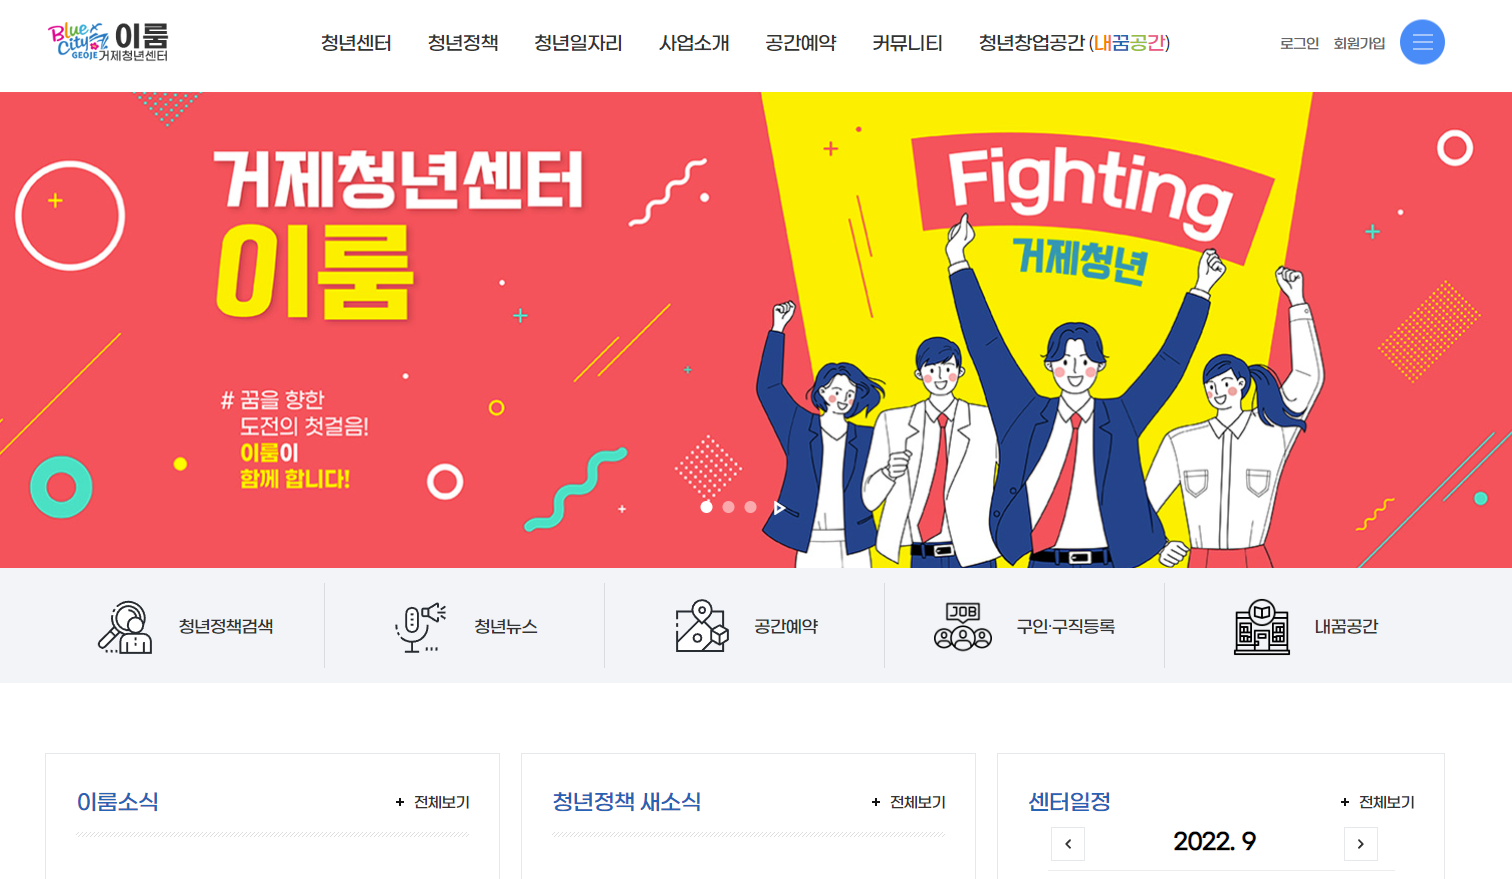 Blue City GEOJE 이룸 거제청년센터
청년센터 청년정책 청년일자리 사업소개 공간예약 커뮤니티 청년창업공간 (내꿈공간) 로그인 회원가입
거제청년센터
이룸
# 꿈을 향한
도전의 첫걸음!
이룸이
함께 합니다!
Fighting
거제청년
청년정책검색 청년뉴스 공간예약 JOB 구인·구직등록 내꿈공간
이룸소식 + 전체보기
청년정책 새소식 + 전체보기
센터일정 + 전체보기
2022. 9